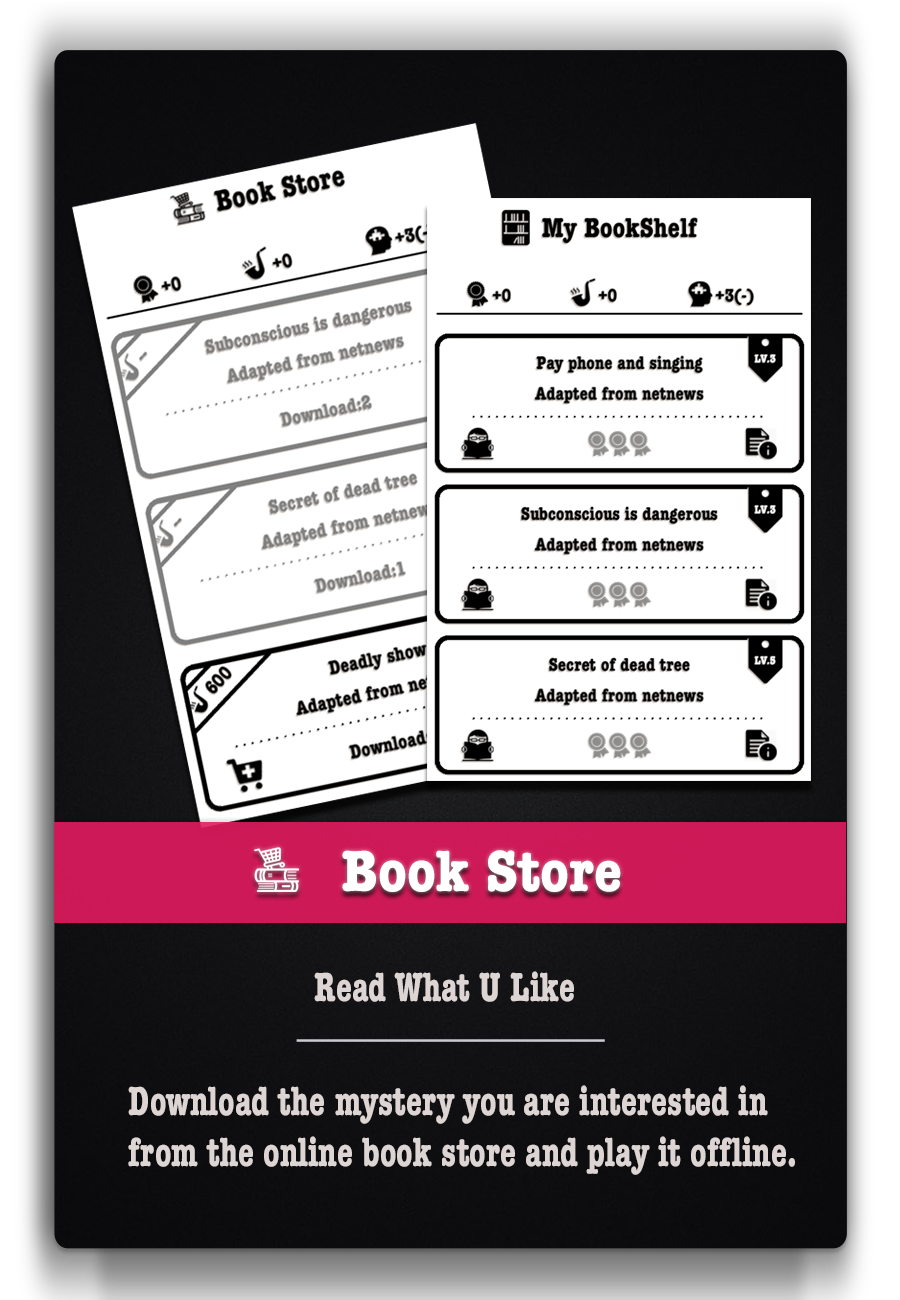 Book Store
+0
+0
+3(-
-
Subconscious is dangerous
Adapted from netnews
Download:2
-
Secret of dead tree
Adapted from netnew
Download:1
600
Deadly show
Adapted from ne
Download:
My BookShelf
+0
+0
+3(-)
LV.3
Pay phone and singing
Adapted from netnews
LV.3
Subconscious is dangerous
Adapted from netnews
LV.5
Secret of dead tree
Adapted from netnews
Book Store
Read What U Like
Download the mystery you are interested in
from the online book store and play it offline.